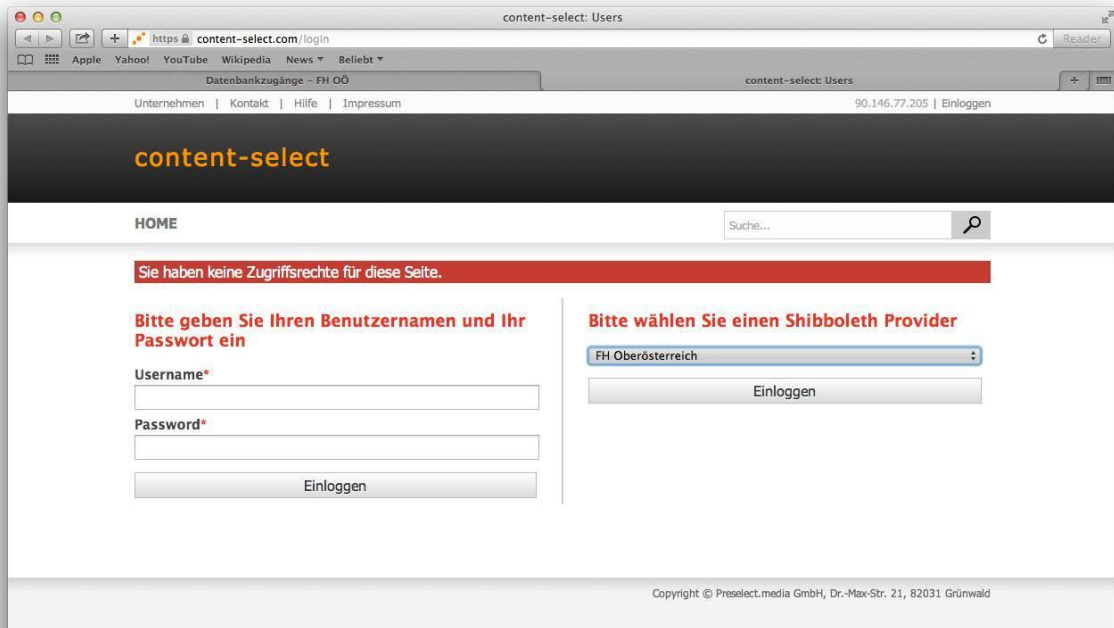 content-select: Users
https content-select.com/login
Reader
Apple Yahoo! YouTube Wikipedia News Beliebt
Datenbankzugänge – FH OÖ
content-select: Users
Unternehmen | Kontakt | Hilfe | Impressum
90.146.77.205 | Einloggen
content-select
HOME
Suche...
Sie haben keine Zugriffsrechte für diese Seite.
Bitte geben Sie Ihren Benutzernamen und Ihr
Passwort ein
Username*
Password*
Einloggen
Bitte wählen Sie einen Shibboleth Provider
FH Oberösterreich
Einloggen
Copyright © Preselect.media GmbH, Dr.-Max-Str. 21, 82031 Grünwald